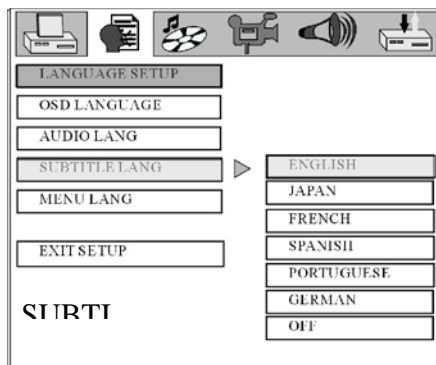 LANGUAGE SETUP
OSD LANGUAGE
AUDIO LANG
SUBTITLE LANG
MENU LANG
EXIT SETUP
ENGLISH
JAPAN
FRENCH
SPANISH
PORTUGUESE
GERMAN
OFF
SUBTI